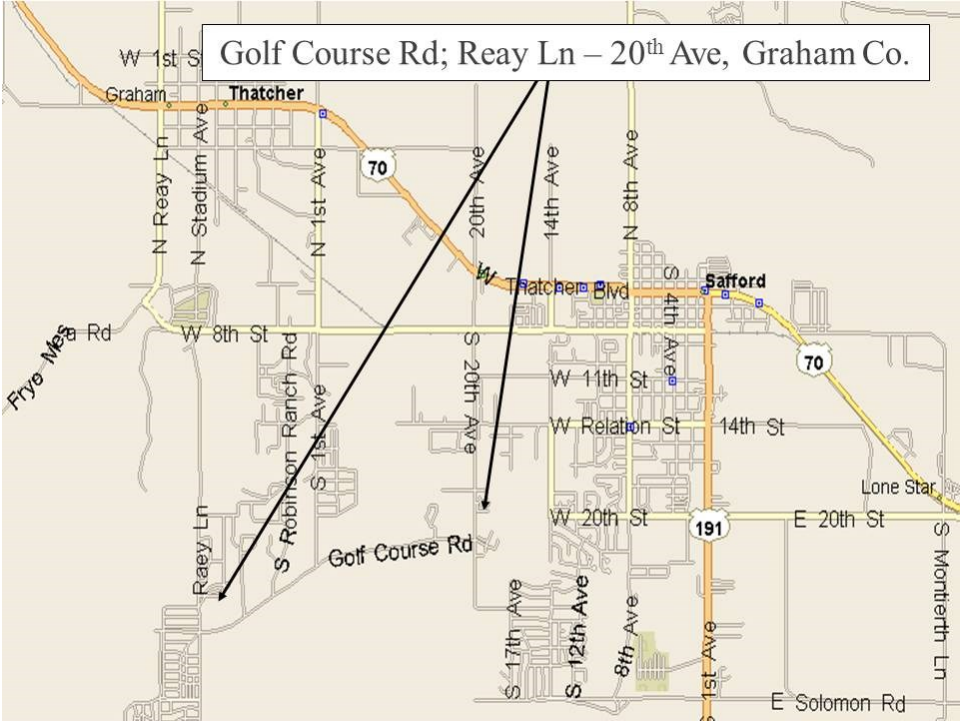 Golf Course Rd; Reay Ln – 20th Ave, Graham Co.
W 1st S
Graham
Thatcher
N Reay Ln
N Stadium Ave
N 1st Ave
70
20th Ave
14th Ave
N 8th Ave
W Thatcher Blvd
S 4th Ave
Safford
Frye Mesa Rd
W 8th St
S 20th Ave
70
W 11th St
S Robinson Ranch Rd
S 1st Ave
W Relation St
14th St
Lone Star
Raey Ln
W 20th St
191
E 20th St
Golf Course Rd
S Montierth Ln
S 17th Ave
S 12th Ave
8th Ave
S 1st Ave
E Solomon Rd